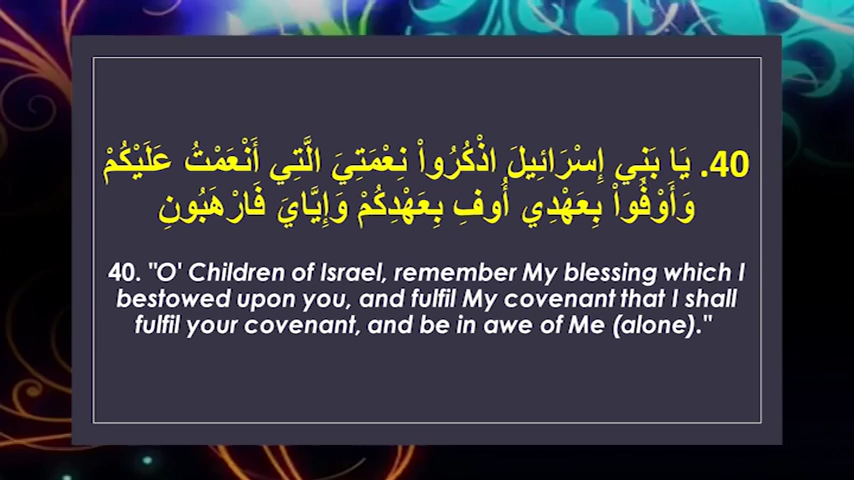 40. يَا بَنِي إِسْرَائِيلَ اذْكُرُواْ نِعْمَتِيَ الَّتِي أَنْعَمْتُ عَلَيْكُمْ
وَأَوْفُواْ بِعَهْدِي أُوفِ بِعَهْدِكُمْ وَإِيَّايَ فَارْهَبُونِ
40. "O' Children of Israel, remember My blessing which I
bestowed upon you, and fulfil My covenant that I shall
fulfil your covenant, and be in awe of Me (alone)."